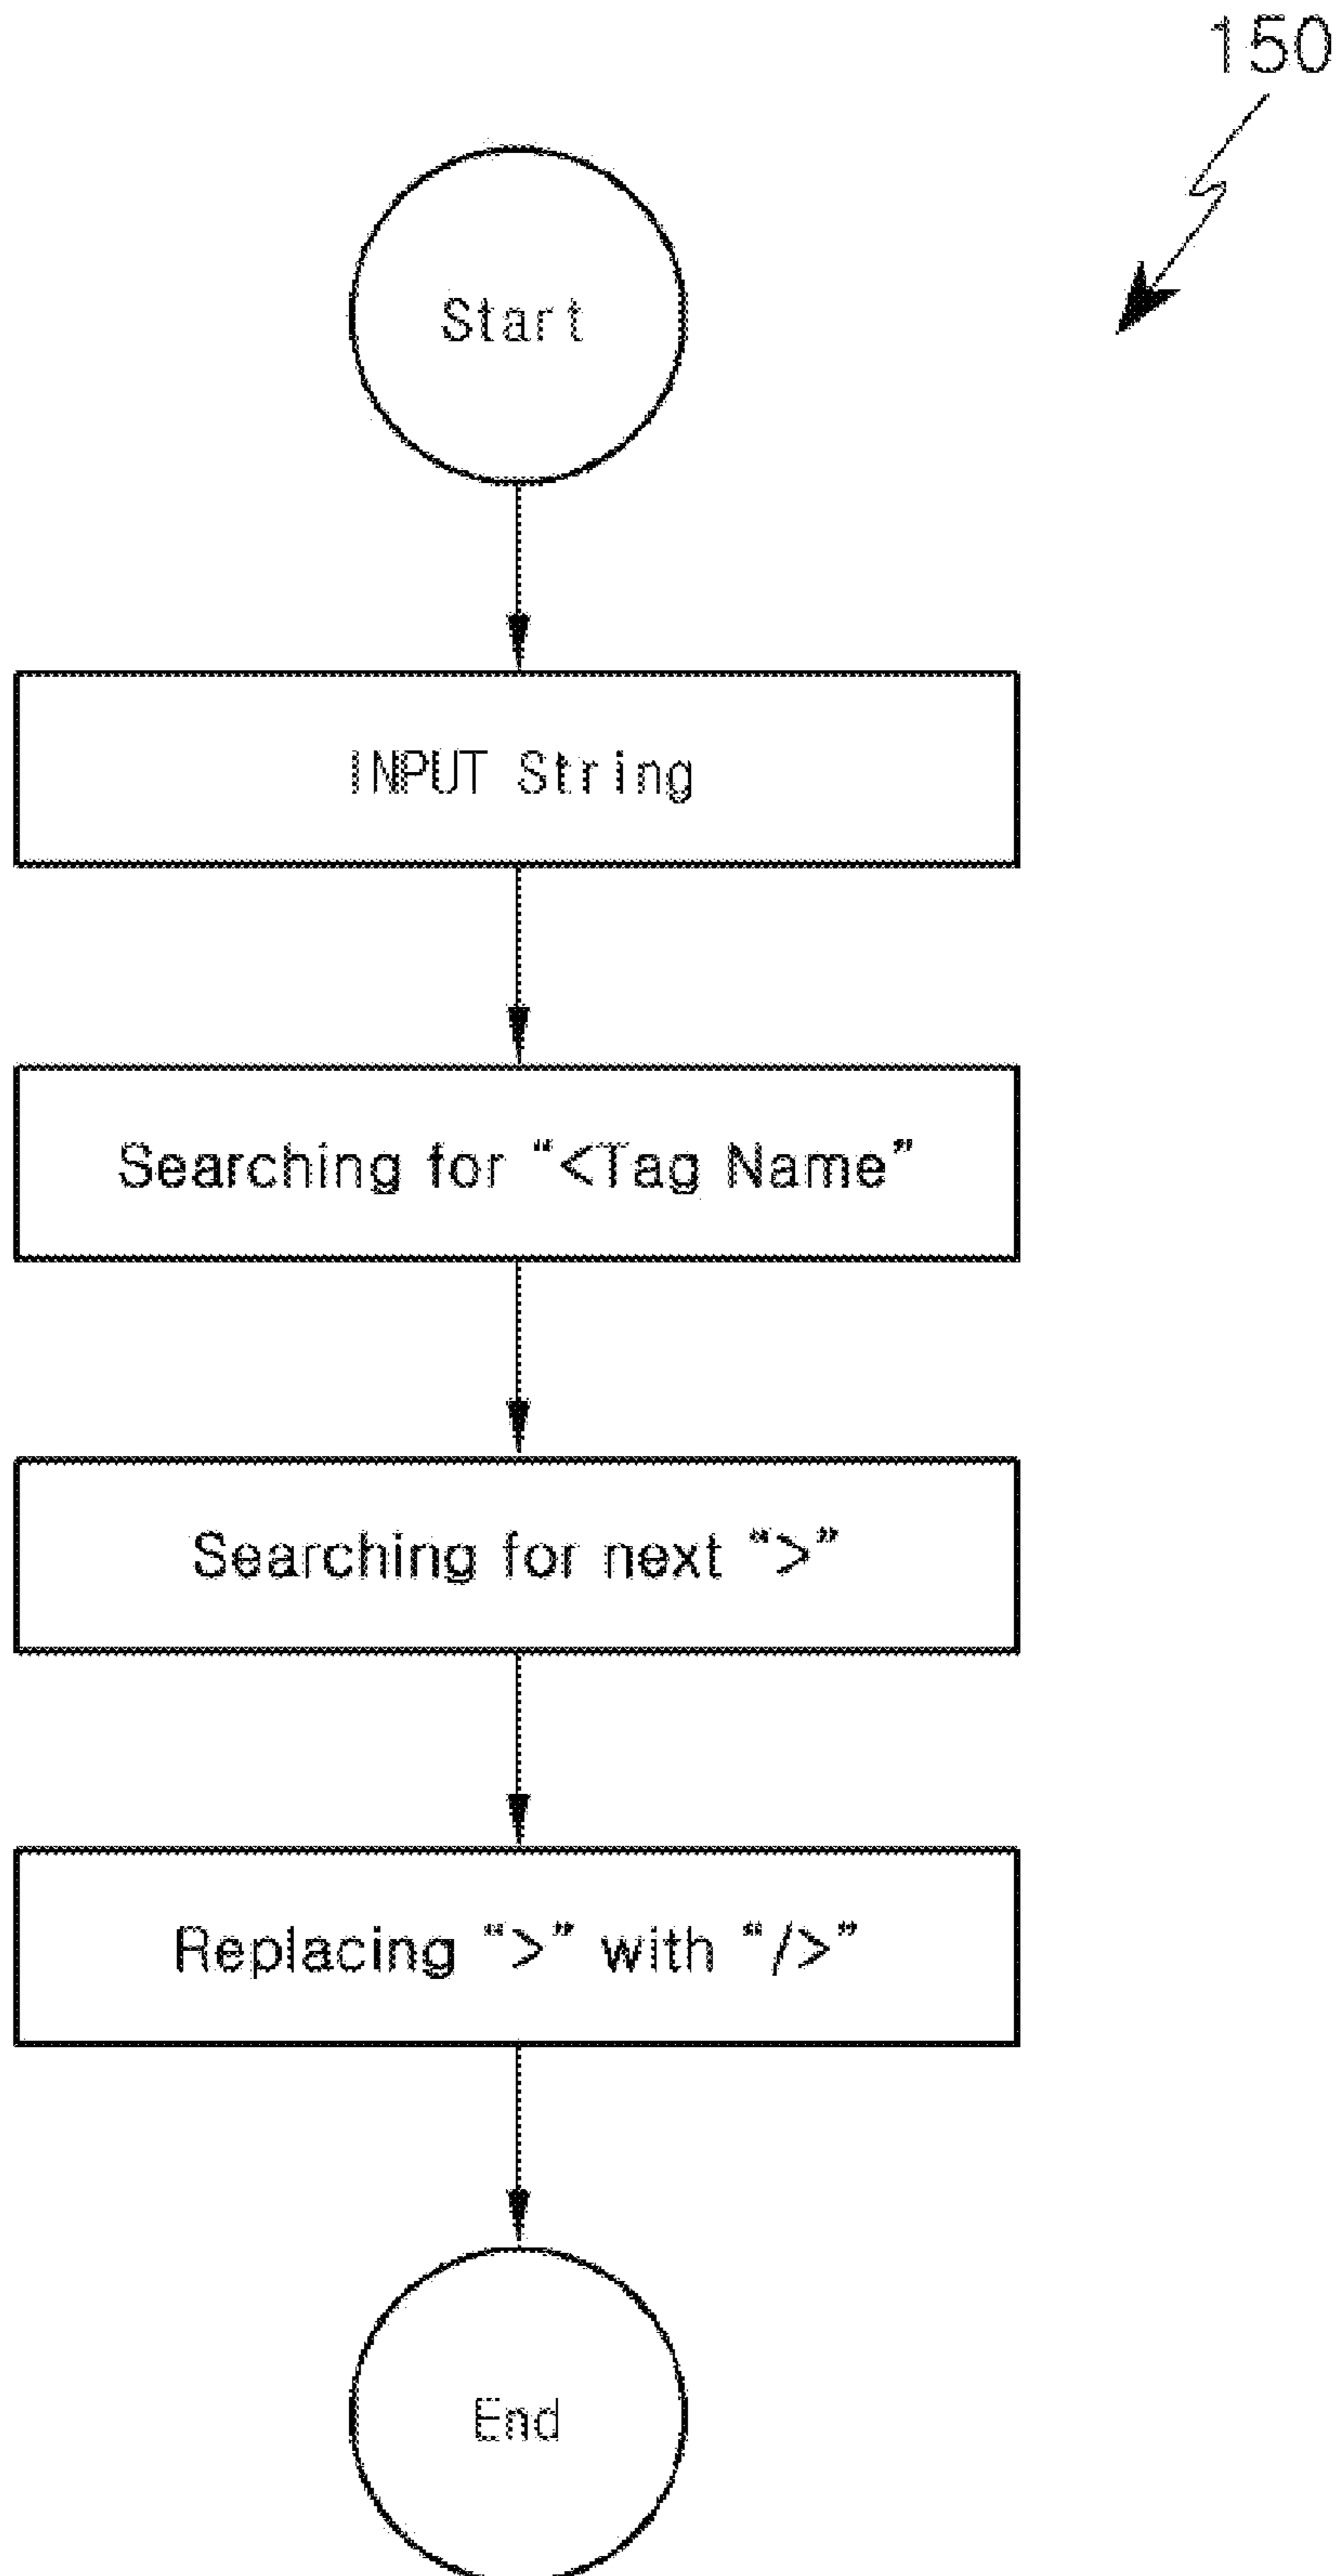 150
Start
INPUT String
Searching for “<Tag Name”
Searching for next “>”
Replacing “>” with “/>”
End